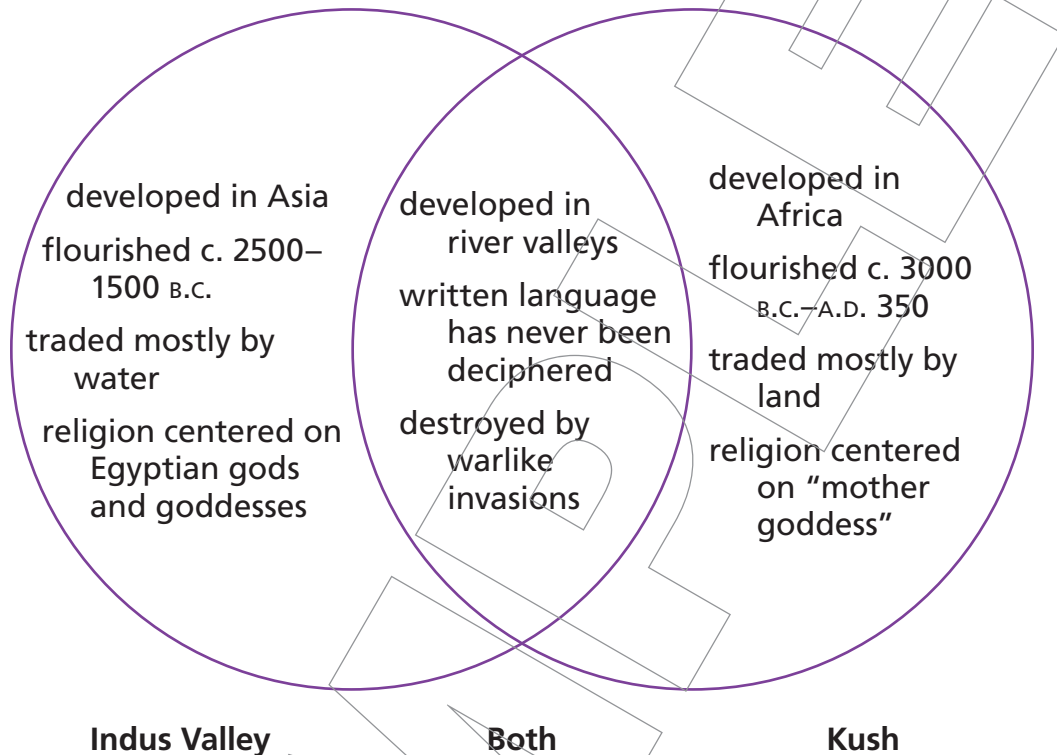 developed in Asia
flourished c. 2500–
1500 B.C.
traded mostly by
water
religion centered on
Egyptian gods
and goddesses
developed in
river valleys
written language
has never been
deciphered
destroyed by
warlike
invasions
developed in
Africa
flourished c. 3000
B.C.–A.D. 350
traded mostly by
land
religion centered
on “mother
goddess”
Indus Valley
Both
Kush